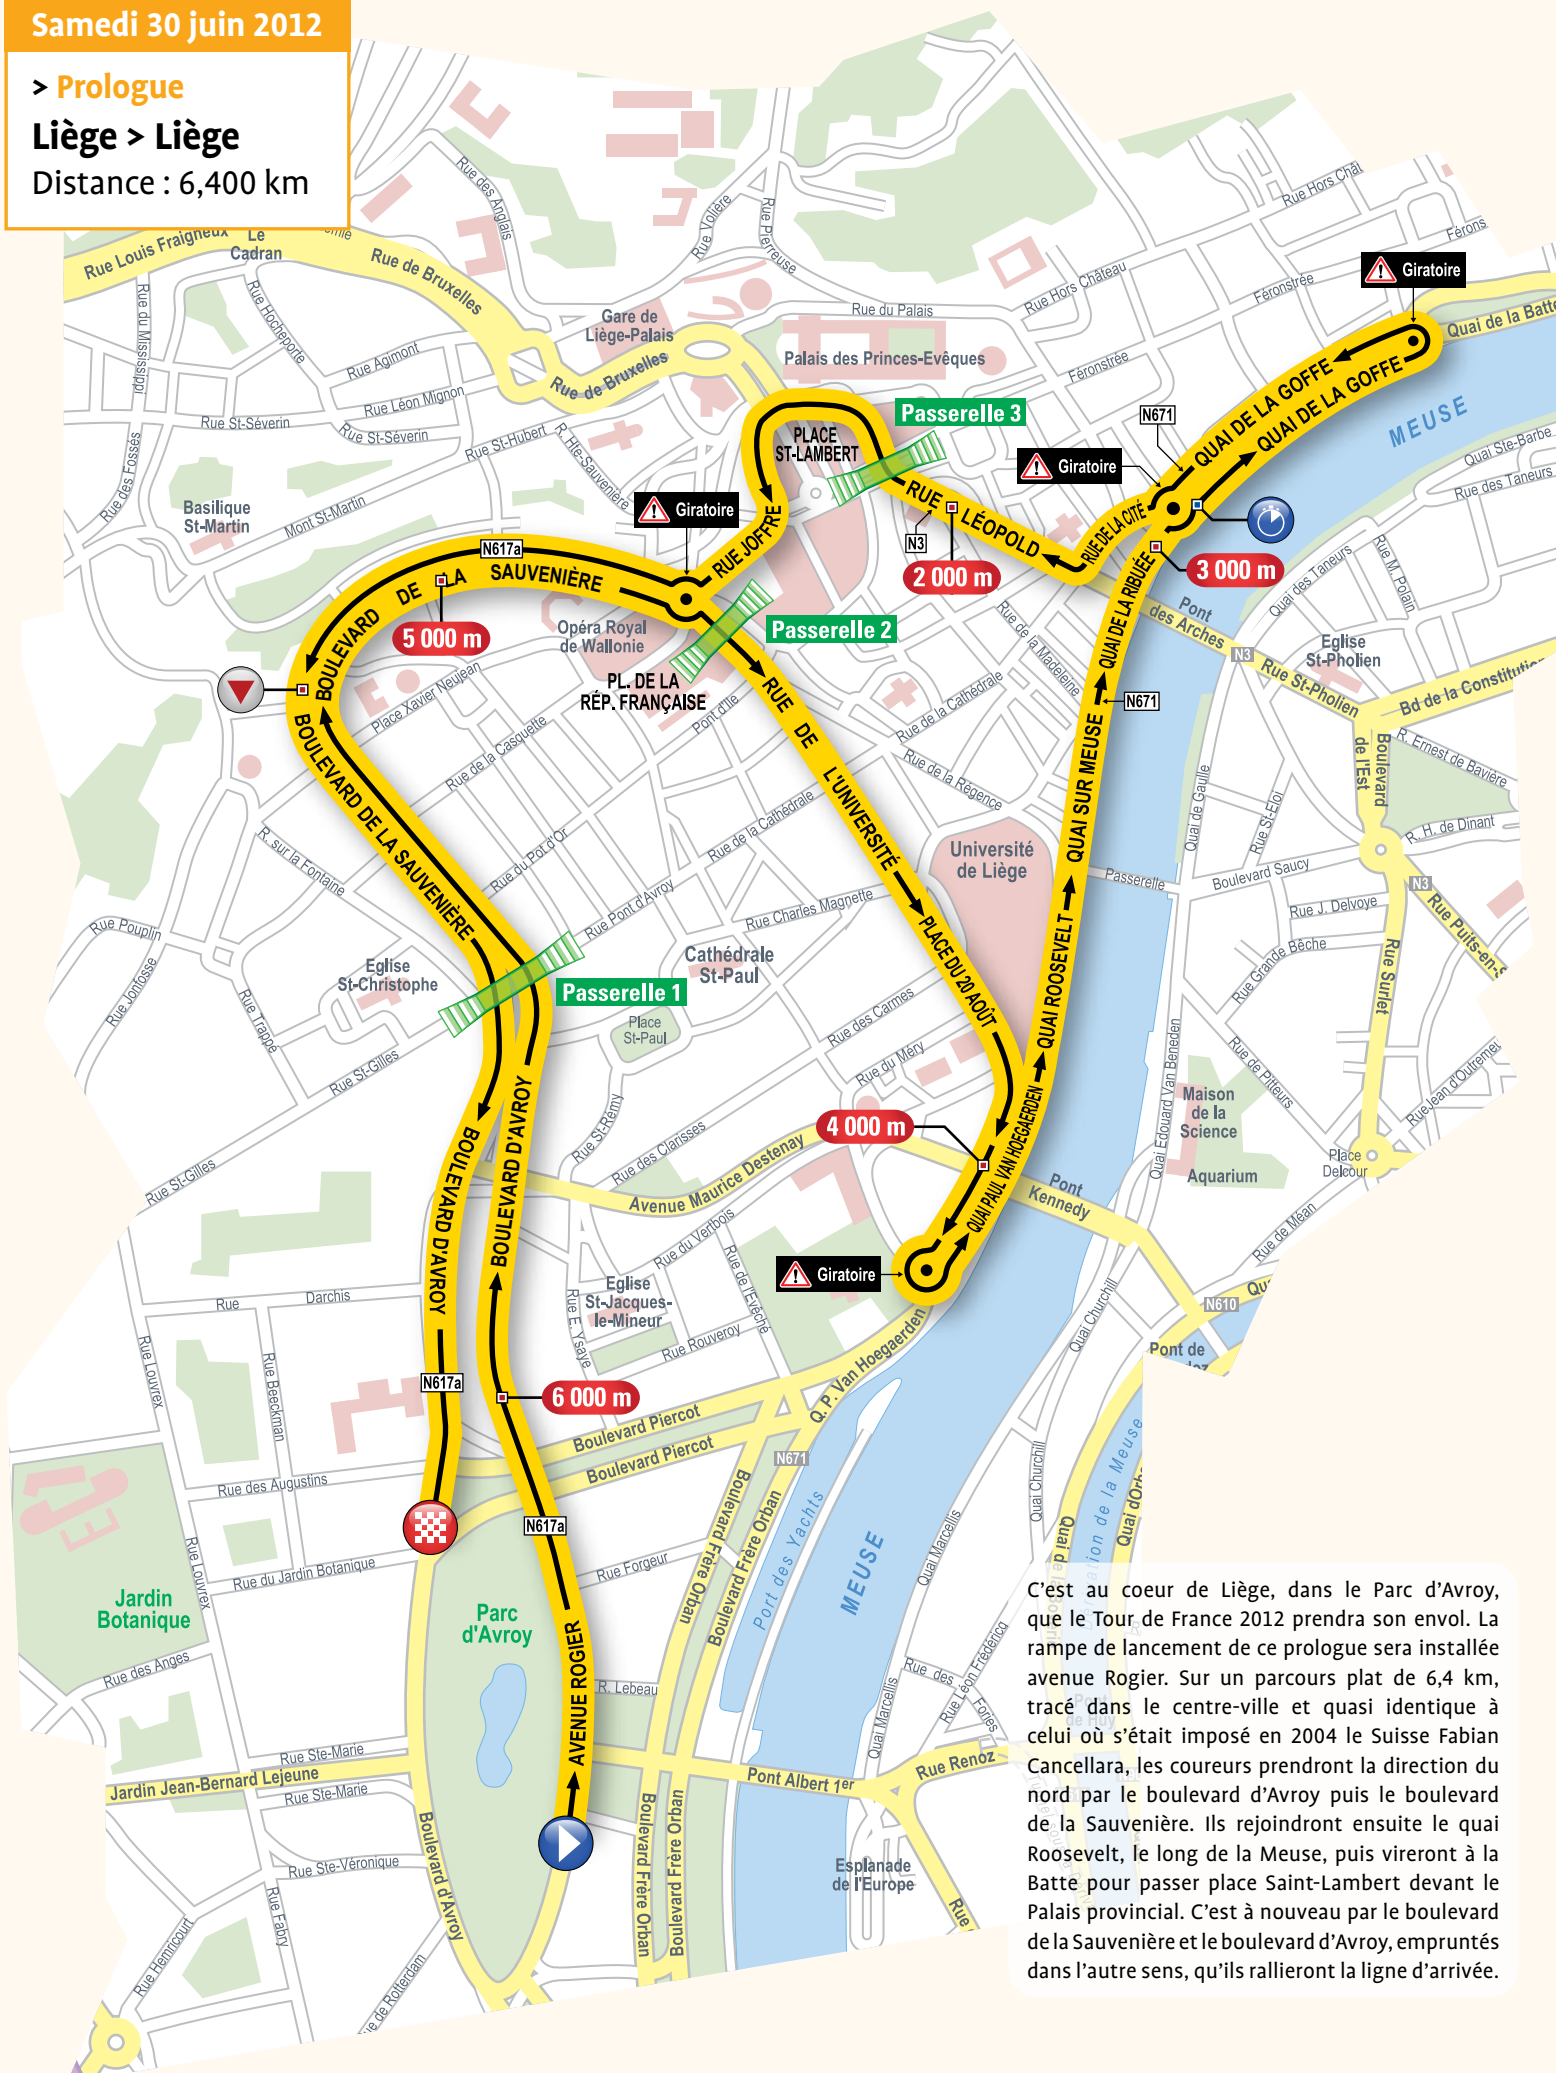 Samedi 30 juin 2012
> Prologue
Liège > Liège
Distance : 6,400 km
Rue Louis Fraigneux
Le
Cadran
Rue de Bruxelles
Rue des Anglais
Rue Volière
Rue Pierreuse
Rue Hors Chât
Férons
Rue du Mississippi
Rue Hocheporte
Gare de
Liège-Palais
Rue du Palais
Rue Hors Château
Féronstrée
Giratoire
Quai de la Batte
Rue Agimont
Rue de Bruxelles
Palais des Princes-Evêques
Féronstrée
QUAI DE LA GOFFE
QUAI DE LA GOFFE
MEUSE
Rue Léon Mignon
Rue St-Séverin
Rue St-Séverin
Rue St-Hubert
R. Hte-Sauvenière
Passerelle 3
PLACE
ST-LAMBERT
N671
Giratoire
Quai Ste-Barbe
Rue des Taneurs
Rue des Fossés
Basilique
St-Martin
Mont St-Martin
Giratoire
RUE LÉOPOLD
RUE DE LA CITÉ
N3
2 000 m
3 000 m
N617a
BOULEVARD DE LA SAUVENIÈRE
RUE JOFFRE
QUAI DE LA RIBUÉE
Quai des Taneurs
Rue M. Polain
5 000 m
Opéra Royal
de Wallonie
Passerelle 2
Pont
des Arches
N3
Rue St-Pholien
Eglise
St-Pholien
Place Xavier Neujean
PL. DE LA
RÉP. FRANÇAISE
Pont d'Ile
Rue de la Madeleine
Rue de la Cathédrale
N671
Bd de la Constitution
Rue de la Casquette
RUE DE L'UNIVERSITÉ
Rue de la Régence
QUAI SUR MEUSE
Boulevard
de l'Est
R. Ernest de Bavière
BOULEVARD DE LA SAUVENIÈRE
Rue de la Cathédrale
Quai de Gaulle
Rue St-Eloi
R. H. de Dinant
R. sur la Fontaine
Rue du Pot d'Or
Université
de Liège
Passerelle
Boulevard Saucy
N3
Rue Pont d'Avroy
Rue Charles Magnette
Rue J. Delvoye
Rue Puits-en-S
Rue Pouplin
Rue Jonfosse
Eglise
St-Christophe
Cathédrale
St-Paul
PLACE DU 20 AOÛT
QUAI ROOSEVELT
Rue Grande Bêche
Rue Surlet
Passerelle 1
Rue Trappé
Place
St-Paul
Rue des Carmes
Rue St-Gilles
Rue du Méry
Quai Edouard Van Beneden
Rue de Pitteurs
Rue Jean d'Outremer
Maison
de la
Science
Aquarium
Place
Delcour
BOULEVARD D'AVROY
BOULEVARD D'AVROY
BOULEVARD D'AVROY
Rue St-Rémy
Rue des Clarisses
4 000 m
QUAI PAUL VAN HOEGAERDEN
Rue St-Gilles
Avenue Maurice Destenay
Pont
Kennedy
Rue du Vertbois
Rue de l'Evêché
Rue de Méan
Giratoire
Eglise
St-Jacques-
le-Mineur
Rue E. Ysaye
Rue Rouveroy
Rue Darchis
N610
Pont de
Quai Churchill
Rue Louvrex
Rue Beeckman
N617a
6 000 m
Q. P. Van Hoegaerden
Boulevard Piercot
Boulevard Piercot
N671
Rue des Augustins
N617a
Boulevard Frère Orban
Boulevard Frère Orban
Port des Yachts
MEUSE
Quai Marcellis
Quai Churchill
Rue Louvrex
Rue du Jardin Botanique
Rue Forgeur
Jardin
Botanique
Parc
d'Avroy
AVENUE ROGIER
Rue des Anges
R. Lebeau
Rue des Fories
Rue Léon Frédéricq
Quai Marcellis
Rue Ste-Marie
Jardin Jean-Bernard Lejeune
Rue Ste-Marie
Pont Albert 1er
Rue Renoz
Boulevard d'Avroy
Boulevard Frère Orban
Boulevard Frère Orban
Rue Ste-Véronique
Esplanade
de l'Europe
Rue Fabry
Rue Hemricourt
C'est au coeur de Liège, dans le Parc d'Avroy,
que le Tour de France 2012 prendra son envol. La
rampe de lancement de ce prologue sera installée
avenue Rogier. Sur un parcours plat de 6,4 km,
tracé dans le centre-ville et quasi identique à
celui où s'était imposé en 2004 le Suisse Fabian
Cancellara, les coureurs prendront la direction du
nord par le boulevard d'Avroy puis le boulevard
de la Sauvenière. Ils rejoindront ensuite le quai
Roosevelt, le long de la Meuse, puis vireront à la
Batte pour passer place Saint-Lambert devant le
Palais provincial. C'est à nouveau par le boulevard
de la Sauvenière et le boulevard d'Avroy, empruntés
dans l'autre sens, qu'ils rallieront la ligne d'arrivée.